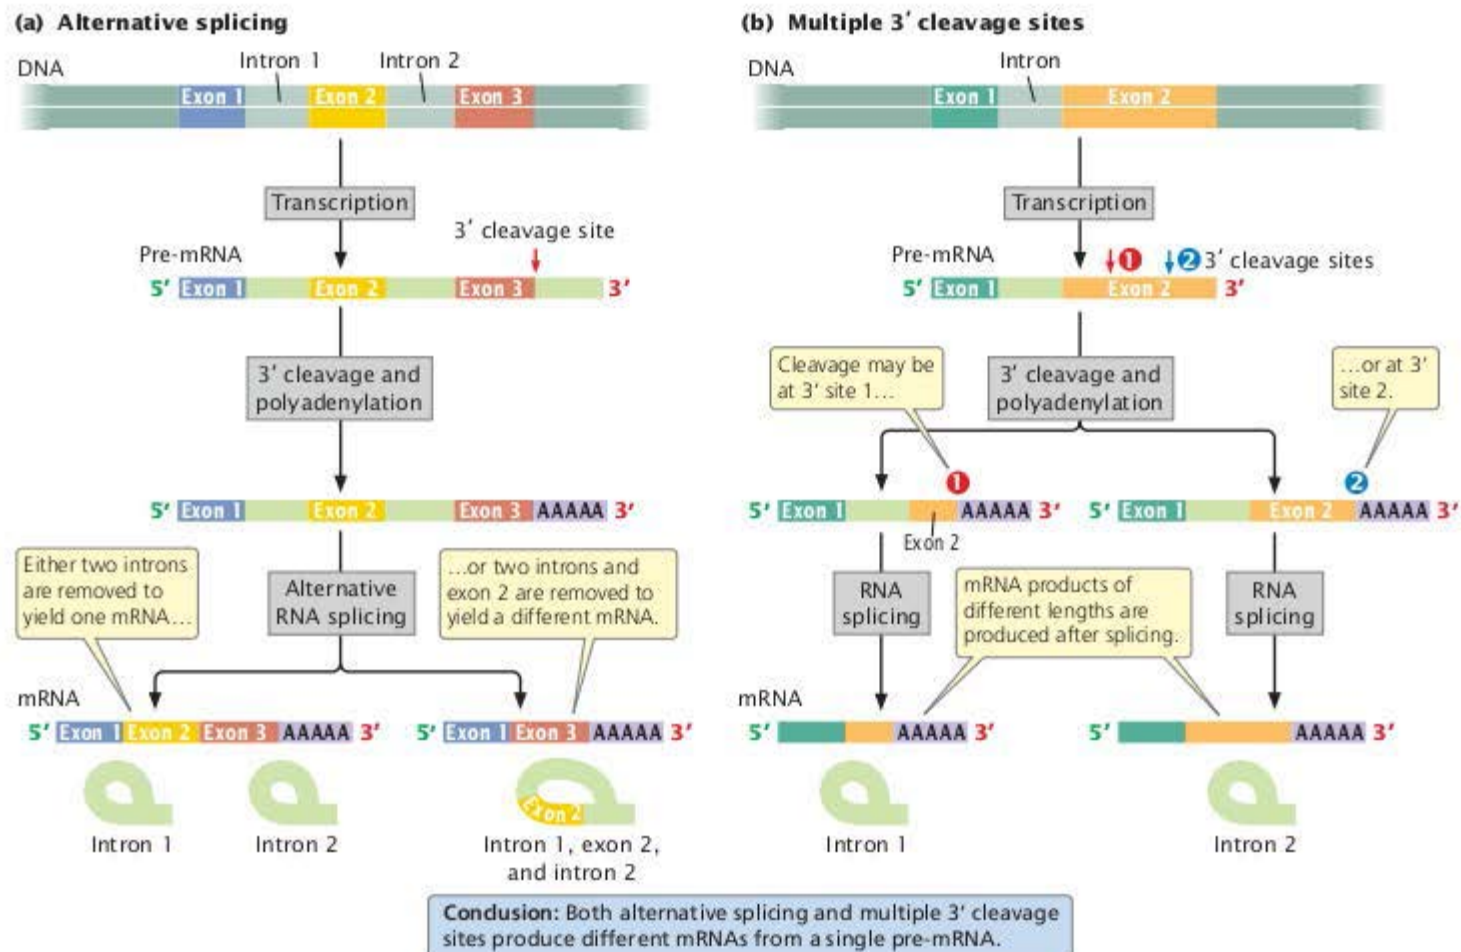 (a) Alternative splicing
DNA
Intron 1
Intron 2
Exon 1
Exon 2
Exon 3
Transcription
3′ cleavage site
Pre-mRNA
5′ Exon 1 Exon 2 Exon 3 3′
3′ cleavage and
polyadenylation
5′ Exon 1 Exon 2 Exon 3 AAAAA 3′
Either two introns
are removed to
yield one mRNA…
Alternative
RNA splicing
…or two introns and
exon 2 are removed to
yield a different mRNA.
mRNA
5′ Exon 1 Exon 2 Exon 3 AAAAA 3′
5′ Exon 1 Exon 3 AAAAA 3′
Intron 1
Intron 2
Exon 2
Intron 1, exon 2,
and intron 2
(b) Multiple 3′ cleavage sites
DNA
Intron
Exon 1
Exon 2
Transcription
Pre-mRNA
1
2 3′ cleavage sites
5′ Exon 1 Exon 2 3′
Cleavage may be
at 3′ site 1…
3′ cleavage and
polyadenylation
…or at 3′
site 2.
1
2
5′ Exon 1 AAAAA 3′
Exon 2
5′ Exon 1 Exon 2 AAAAA 3′
RNA
splicing
mRNA products of
different lengths are
produced after splicing.
RNA
splicing
mRNA
5′ AAAAA 3′
5′ AAAAA 3′
Intron 1
Intron 2
Conclusion: Both alternative splicing and multiple 3′ cleavage
sites produce different mRNAs from a single pre-mRNA.